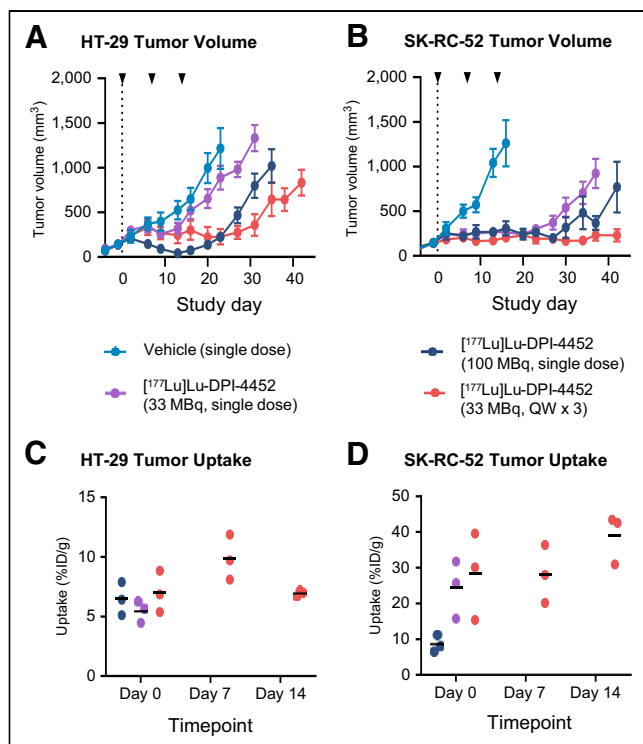 A HT-29 Tumor Volume
2,000
1,500
1,000
500
0
Tumor volume (mm³)
0 10 20 30 40
Study day
B SK-RC-52 Tumor Volume
2,000
1,500
1,000
500
0
Tumor volume (mm³)
0 10 20 30 40
Study day
Vehicle (single dose)
[¹⁷⁷Lu]Lu-DPI-4452
(33 MBq, single dose)
[¹⁷⁷Lu]Lu-DPI-4452
(100 MBq, single dose)
[¹⁷⁷Lu]Lu-DPI-4452
(33 MBq, QW x 3)
C HT-29 Tumor Uptake
15
10
5
0
Uptake (%ID/g)
Day 0 Day 7 Day 14
Timepoint
D SK-RC-52 Tumor Uptake
50
40
30
20
10
0
Uptake (%ID/g)
Day 0 Day 7 Day 14
Timepoint